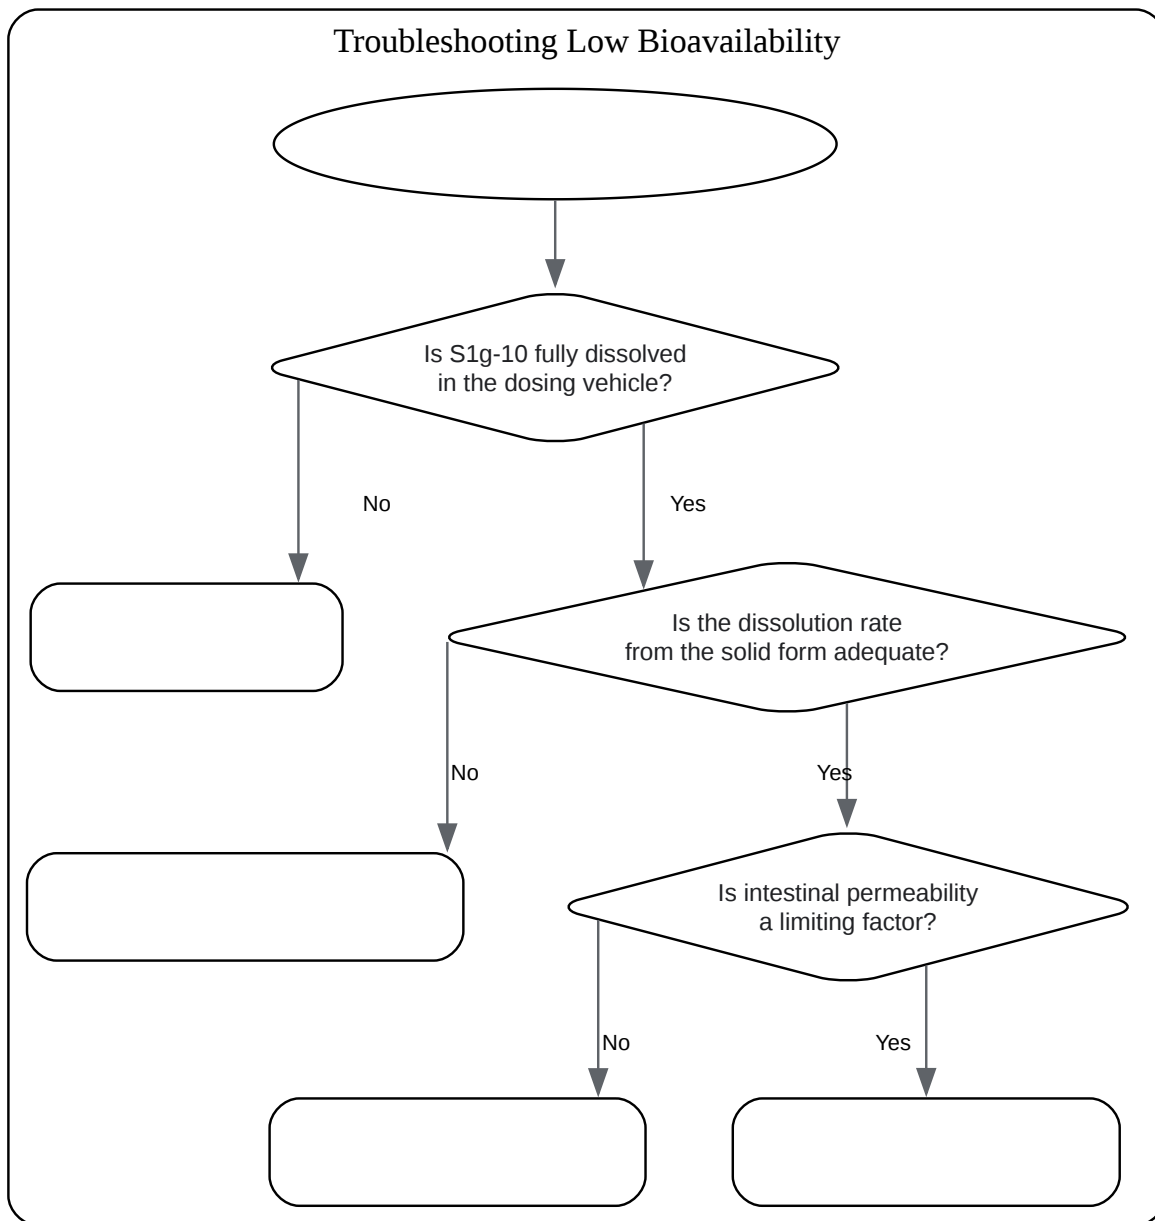 Troubleshooting Low Bioavailability
Is S1g-10 fully dissolved
in the dosing vehicle?
No
Yes
Is the dissolution rate
from the solid form adequate?
No
Yes
Is intestinal permeability
a limiting factor?
No
Yes